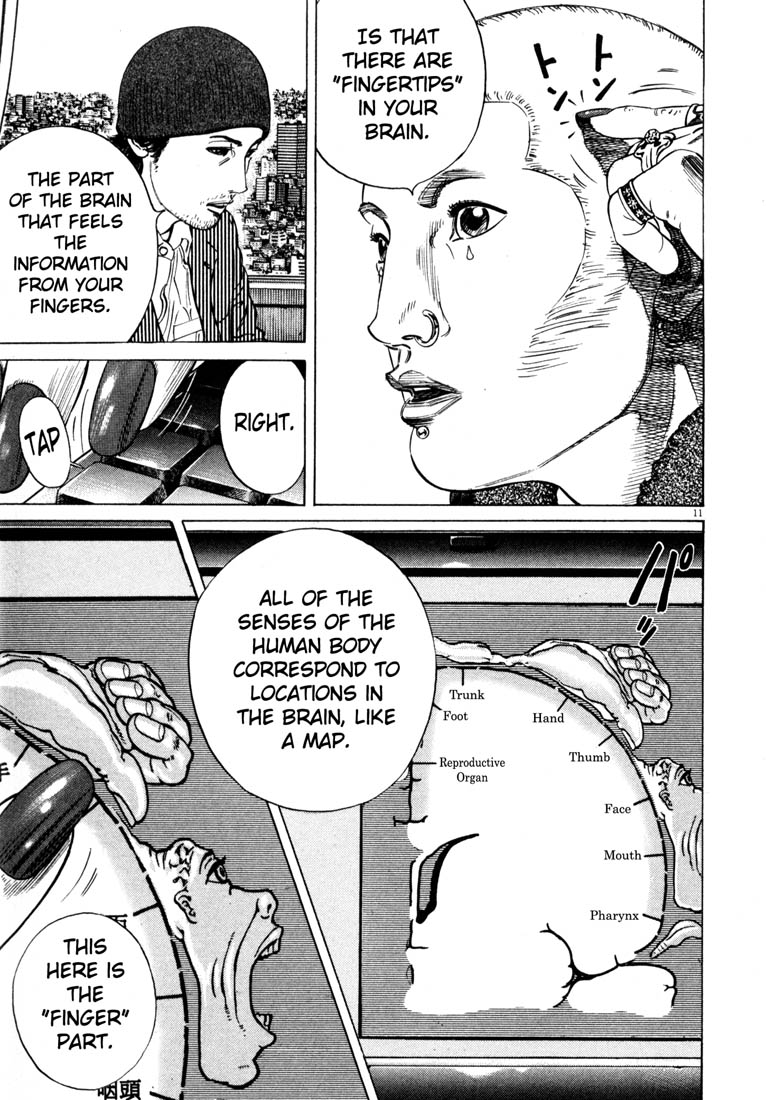 IS THAT
THERE ARE
"FINGERTIPS"
IN YOUR
BRAIN.
トン
THE PART
OF THE BRAIN
THAT FEELS
THE
INFORMATION
FROM YOUR
FINGERS.
RIGHT.
TAP
11
パッ
ALL OF THE
SENSES OF THE
HUMAN BODY
CORRESPOND TO
LOCATIONS IN
THE BRAIN, LIKE
A MAP.
Trunk
Foot
Hand
Reproductive
Organ
Thumb
Face
Mouth
Pharynx
手
THIS
HERE IS
THE
"FINGER"
PART.
咽頭